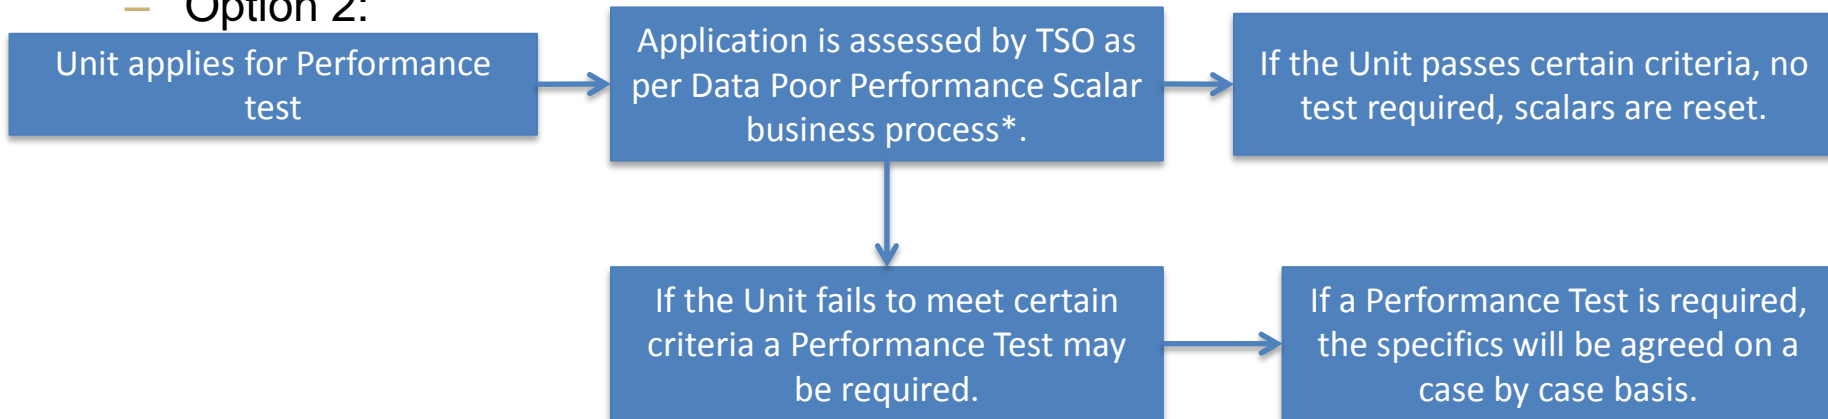 – Option 2:
Unit applies for Performance
test
Application is assessed by TSO as
per Data Poor Performance Scalar
business process*.
If the Unit passes certain criteria, no
test required, scalars are reset.
If the Unit fails to meet certain
criteria a Performance Test may
be required.
If a Performance Test is required,
the specifics will be agreed on a
case by case basis.